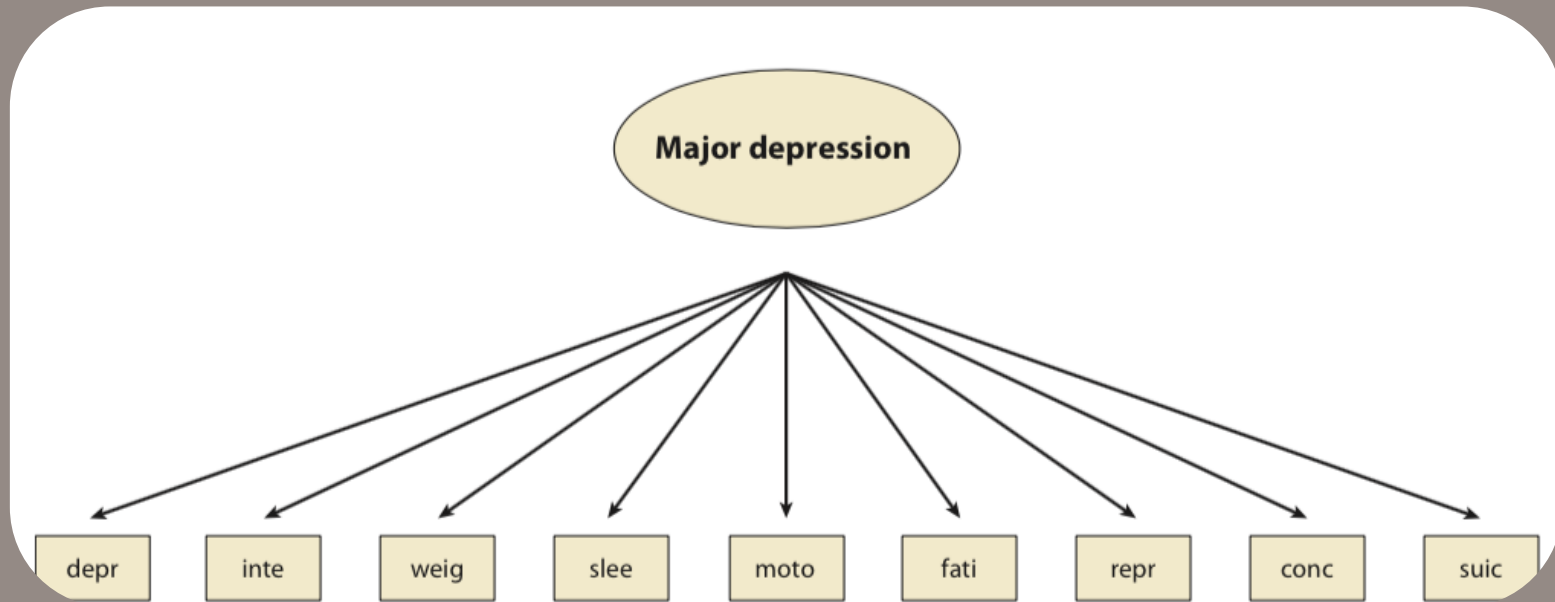 Major depression
depr inte weig slee moto fati repr conc suic